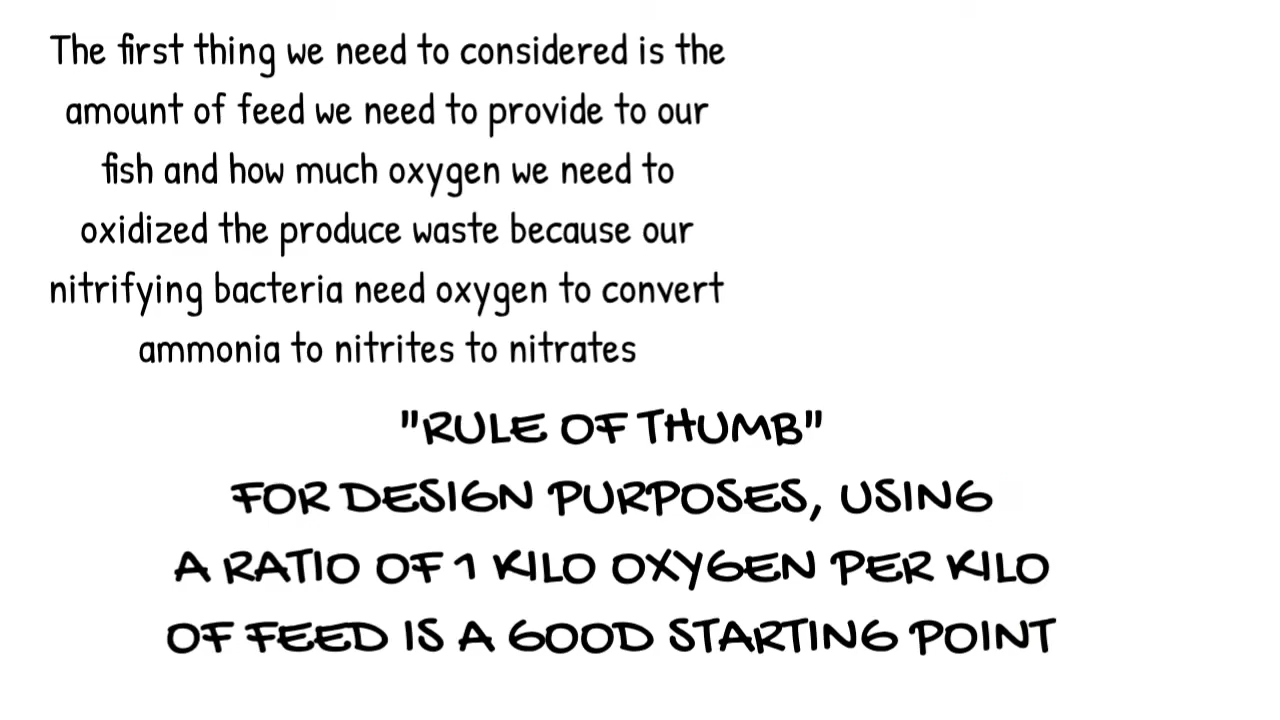 The first thing we need to considered is the
amount of feed we need to provide to our
fish and how much oxygen we need to
oxidized the produce waste because our
nitrifying bacteria need oxygen to convert
ammonia to nitrites to nitrates
"RULE OF THUMB"
FOR DESIGN PURPOSES, USING
A RATIO OF 1 KILO OXYGEN PER KILO
OF FEED IS A GOOD STARTING POINT